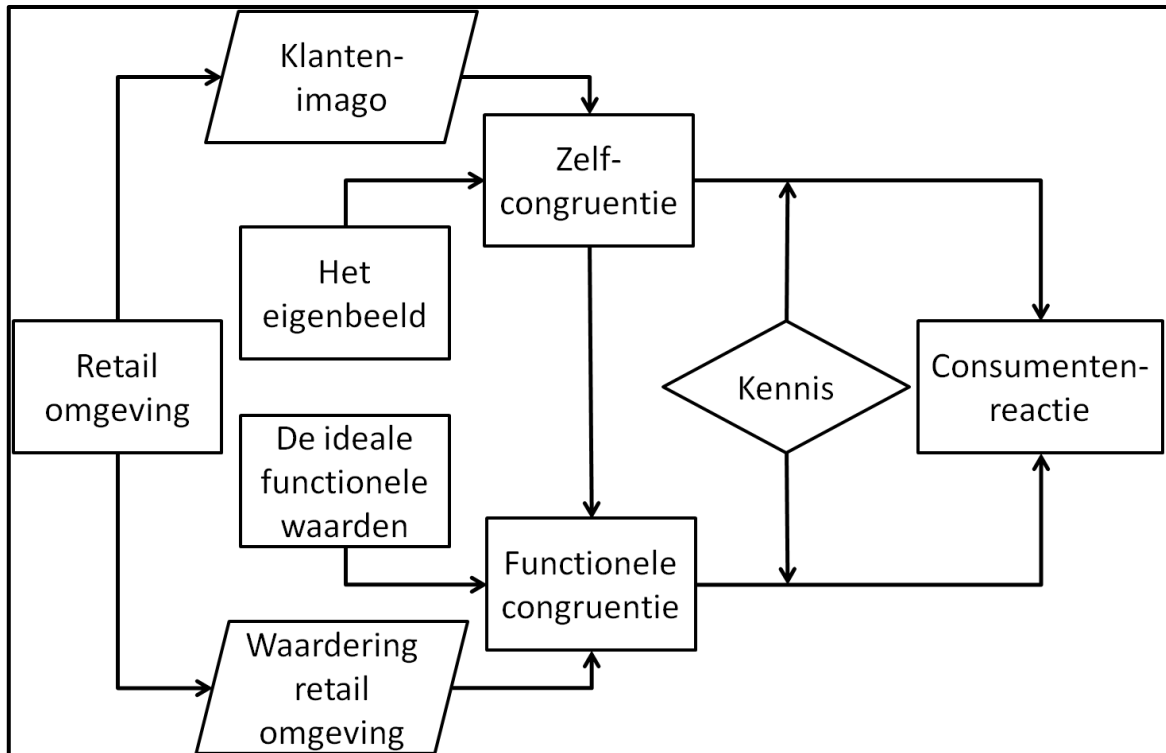 Klanten-
imago
Zelf-
congruentie
Het
eigenbeeld
Retail
omgeving
Kennis
Consumenten-
reactie
De ideale
functionele
waarden
Functionele
congruentie
Waardering
retail
omgeving